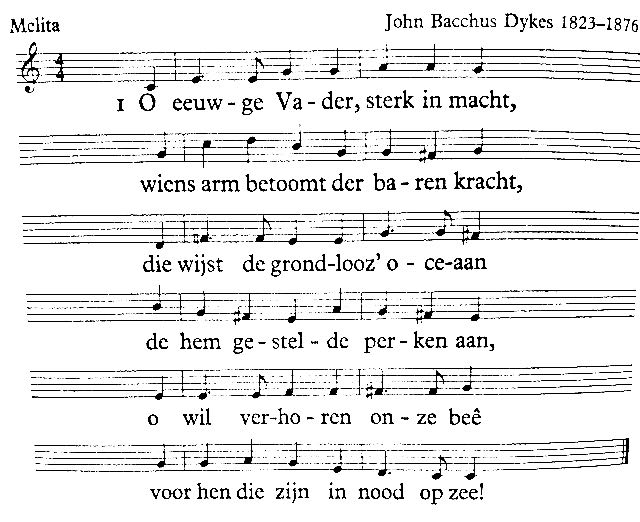 Melita John Bacchus Dykes 1823–1876
4
4
1 O eeuw - ge Va - der, sterk in macht,
wiens arm betoomt der ba - ren kracht,
die wijst de grond-looz' o - ce-aan
de hem ge - stel - de per - ken aan,
o wil ver-ho - ren on - ze beê
voor hen die zijn in nood op zee!